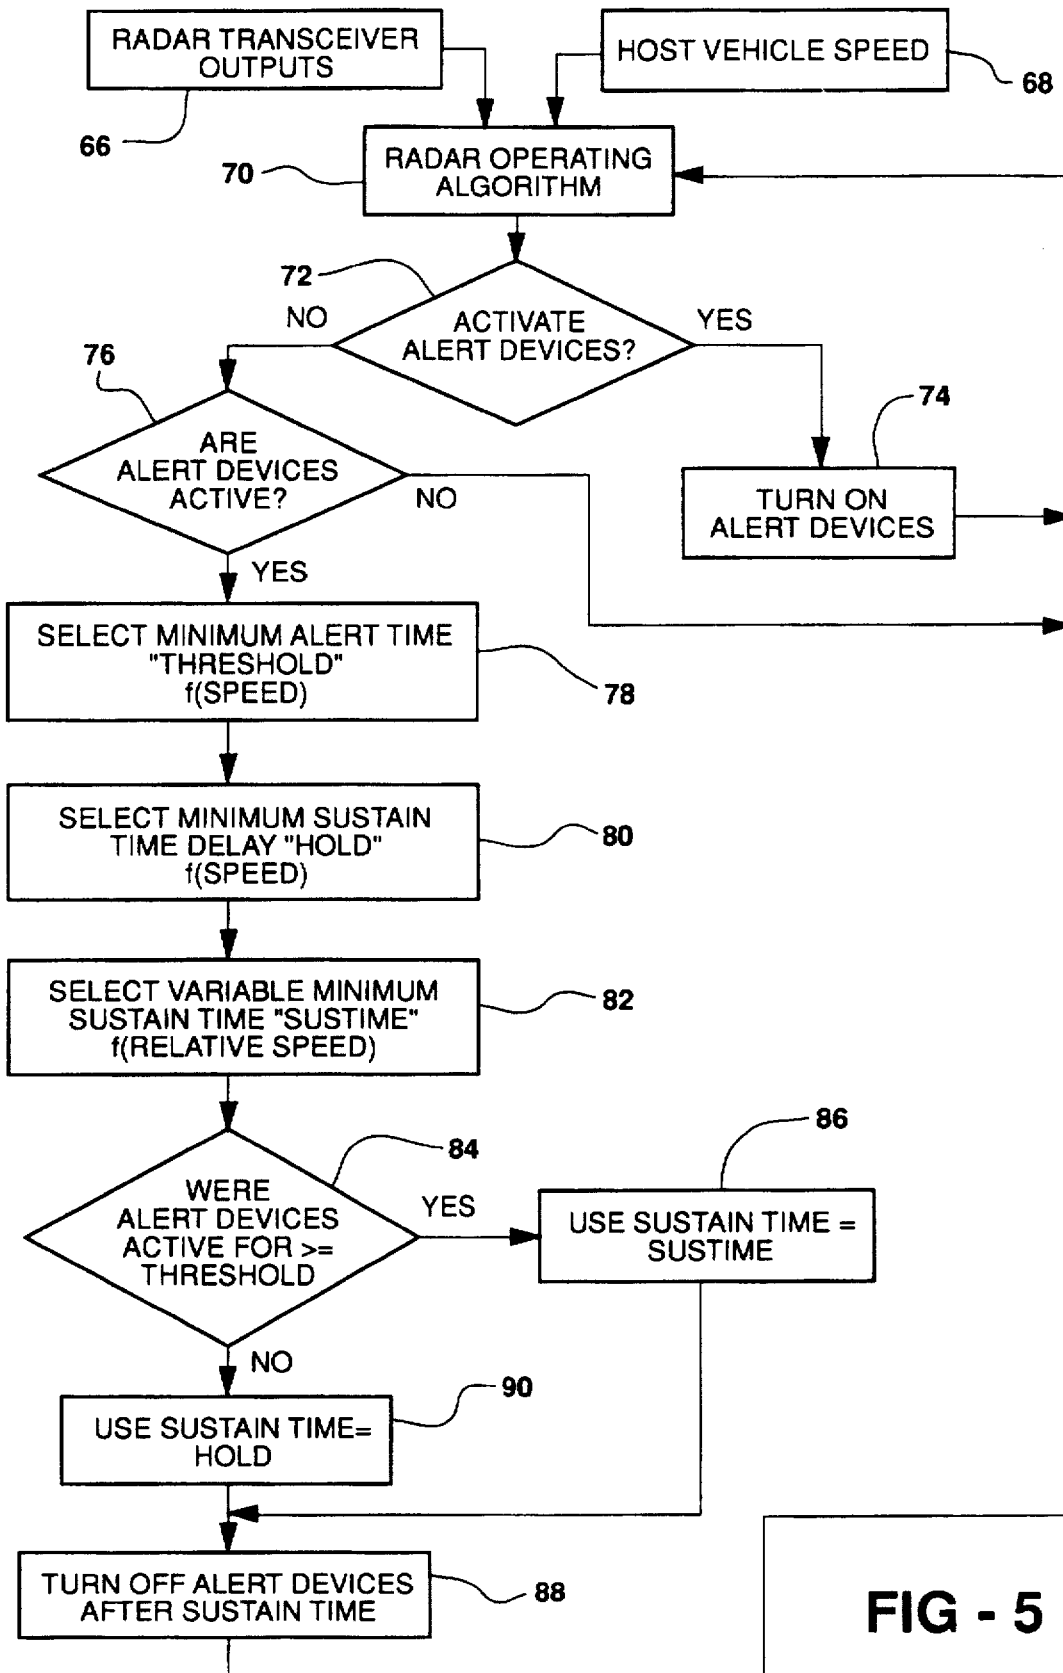 RADAR TRANSCEIVER
OUTPUTS
66
HOST VEHICLE SPEED
68
RADAR OPERATING
ALGORITHM
70
72
ACTIVATE
ALERT DEVICES?
NO
YES
76
ARE
ALERT DEVICES
ACTIVE?
NO
YES
74
TURN ON
ALERT DEVICES
SELECT MINIMUM ALERT TIME
"THRESHOLD"
f(SPEED)
78
SELECT MINIMUM SUSTAIN
TIME DELAY "HOLD"
f(SPEED)
80
SELECT VARIABLE MINIMUM
SUSTAIN TIME "SUSTIME"
f(RELATIVE SPEED)
82
84
WERE
ALERT DEVICES
ACTIVE FOR >=
THRESHOLD
YES
NO
86
USE SUSTAIN TIME =
SUSTIME
90
USE SUSTAIN TIME=
HOLD
TURN OFF ALERT DEVICES
AFTER SUSTAIN TIME
88
FIG - 5